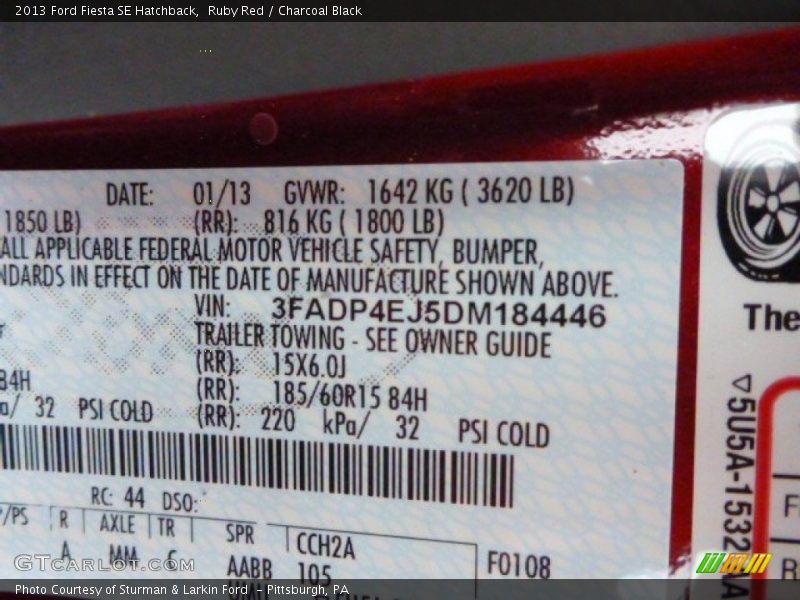 2013 Ford Fiesta SE Hatchback, Ruby Red / Charcoal Black
DATE: 01/13 GVWR: 1642 KG ( 3620 LB)
1850 LB) (RR): 816 KG ( 1800 LB)
ALL APPLICABLE FEDERAL MOTOR VEHICLE SAFETY, BUMPER,
NDARDS IN EFFECT ON THE DATE OF MANUFACTURE SHOWN ABOVE.
VIN: 3FADP4EJ5DM184446
TRAILER TOWING - SEE OWNER GUIDE
(RR): 15X6.0J
84H (RR): 185/60R15 84H
a/ 32 PSI COLD (RR): 220 kPa/ 32 PSI COLD
RC: 44 DSO:
/PS R AXLE TR SPR CCH2A F0108
A MM C AABB 105
The
5U5A-1532
F
R
GTCarLot.com
Photo Courtesy of Sturman & Larkin Ford - Pittsburgh, PA